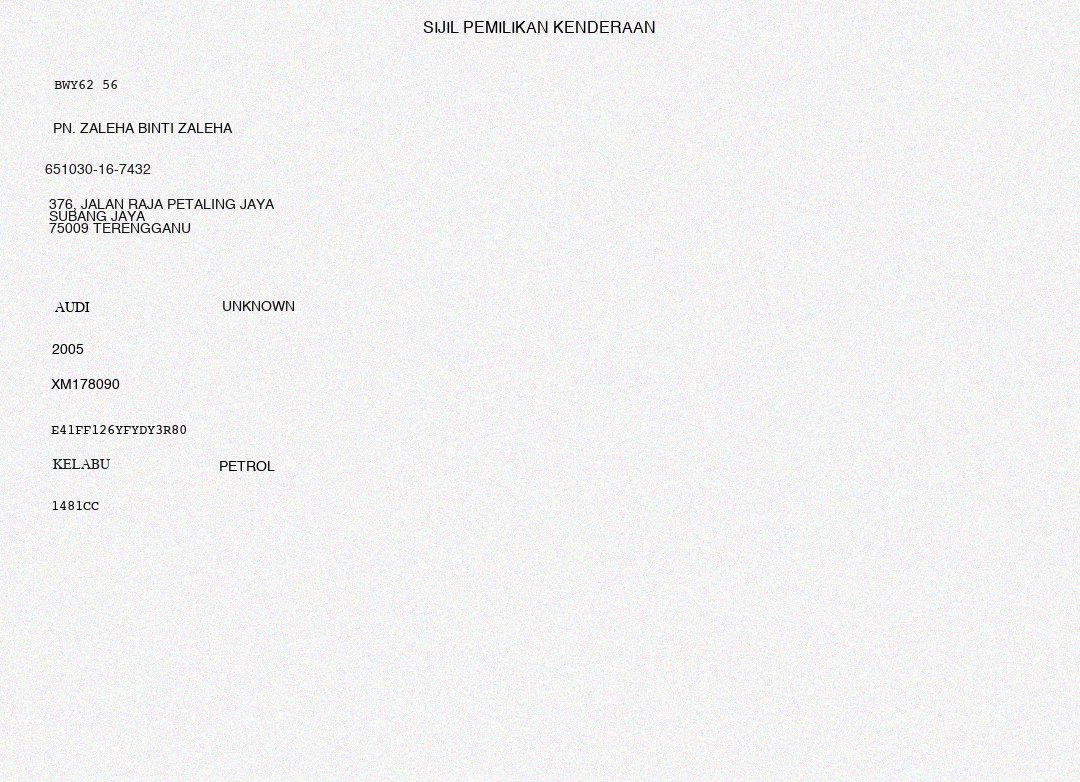 SIJIL PEMILIKAN KENDERAAN
BWY62 56
PN. ZALEHA BINTI ZALEHA
651030-16-7432
376, JALAN RAJA PETALING JAYA
SUBANG JAYA
75009 TERENGGANU
AUDI UNKNOWN
2005
XM178090
E41FF126YFYDY3R80
KELABU PETROL
1481CC